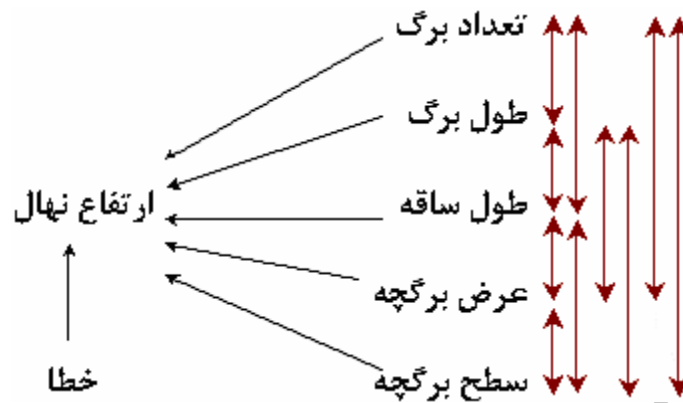 تعداد برگ
طول برگ
طول ساقه
ارتفاع نهال
عرض برگچه
سطح برگچه
خطا